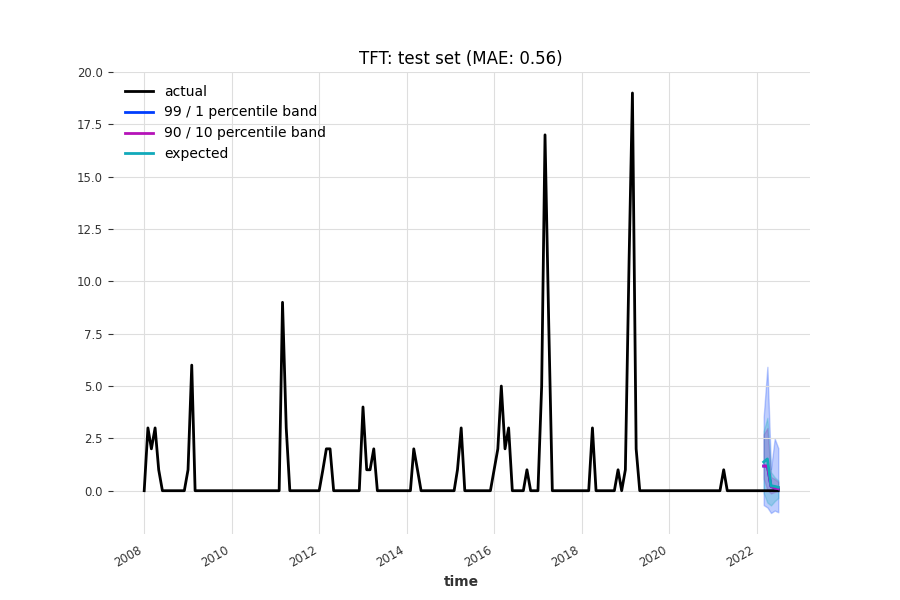 TFT: test set (MAE: 0.56)
20.0
17.5
15.0
12.5
10.0
7.5
5.0
2.5
0.0
actual
99 / 1 percentile band
90 / 10 percentile band
expected
2008
2010
2012
2014
2016
2018
2020
2022
time